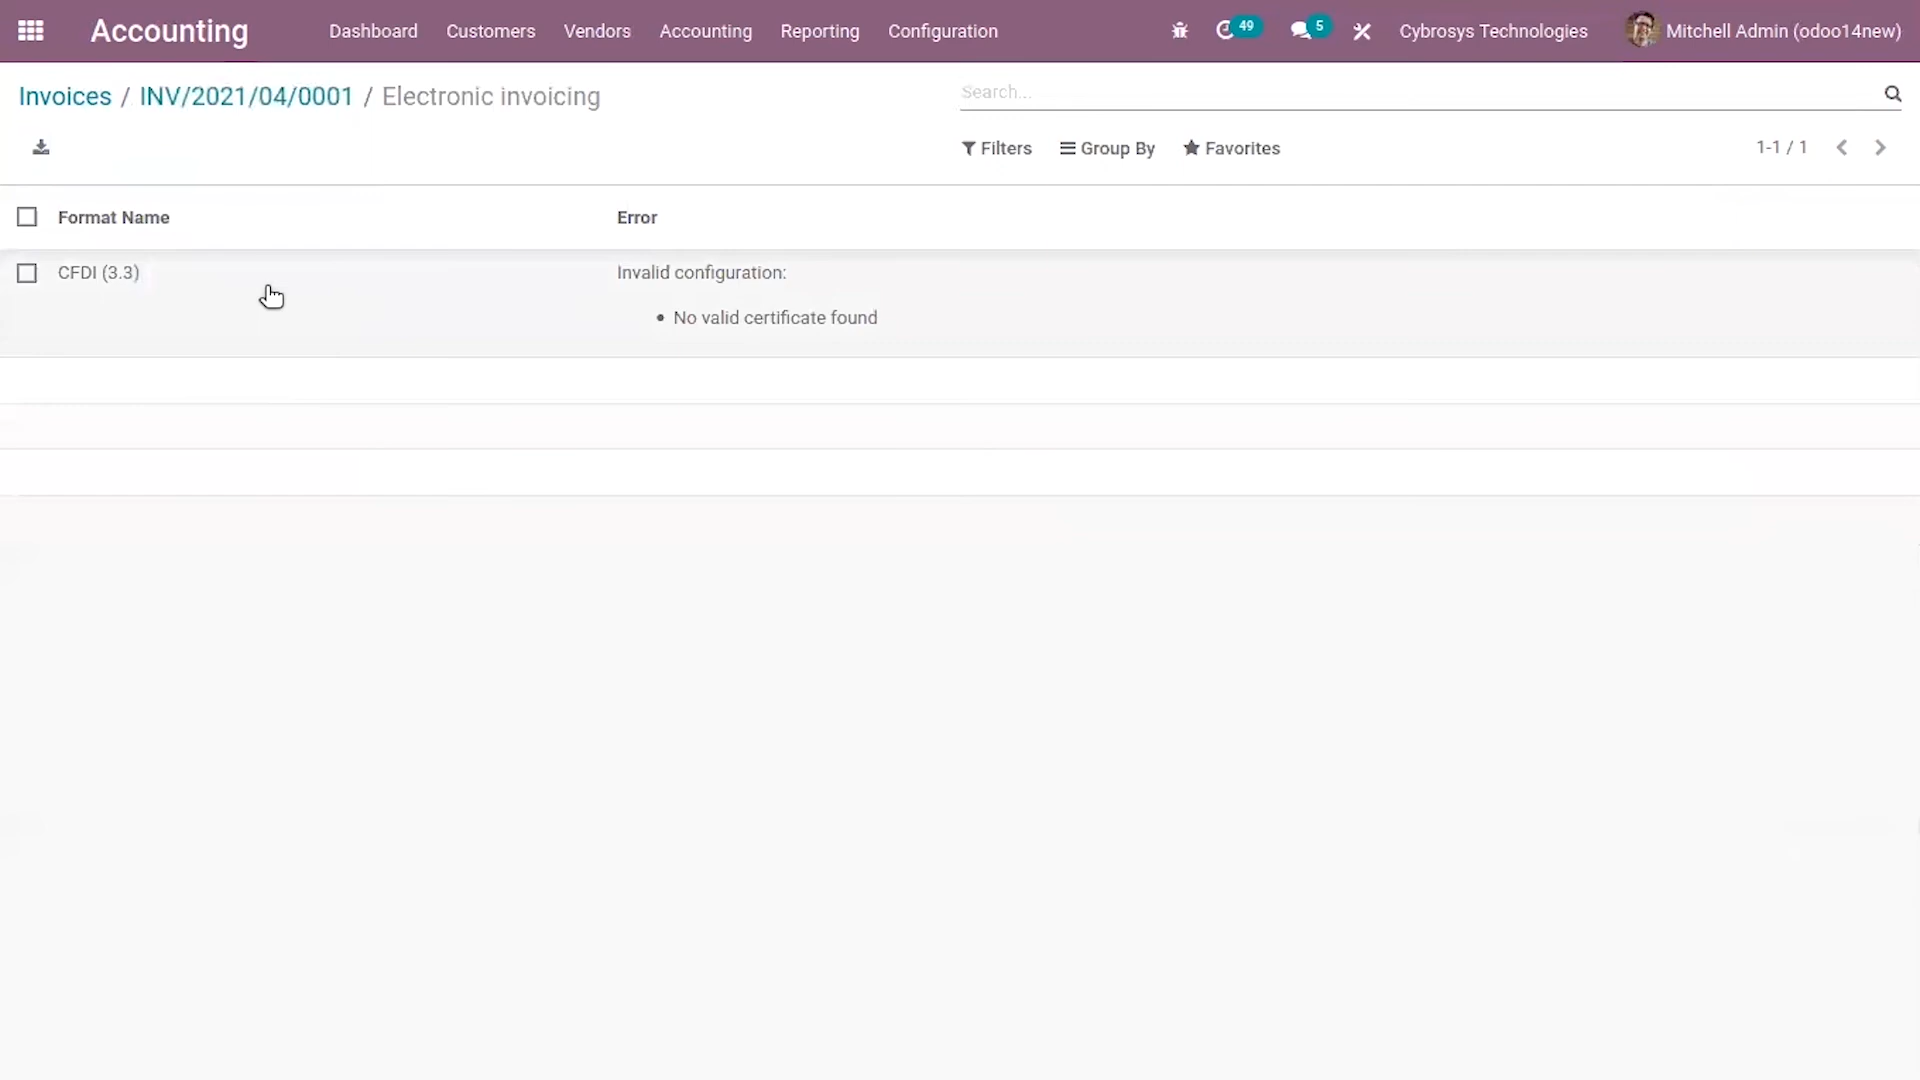 Accounting Dashboard Customers Vendors Accounting Reporting Configuration 49 5 Cybrosys Technologies Mitchell Admin (odoo14new)
Invoices / INV/2021/04/0001 / Electronic invoicing Search...
Filters Group By Favorites 1-1 / 1
Format Name Error
CFDI (3.3) Invalid configuration:
• No valid certificate found